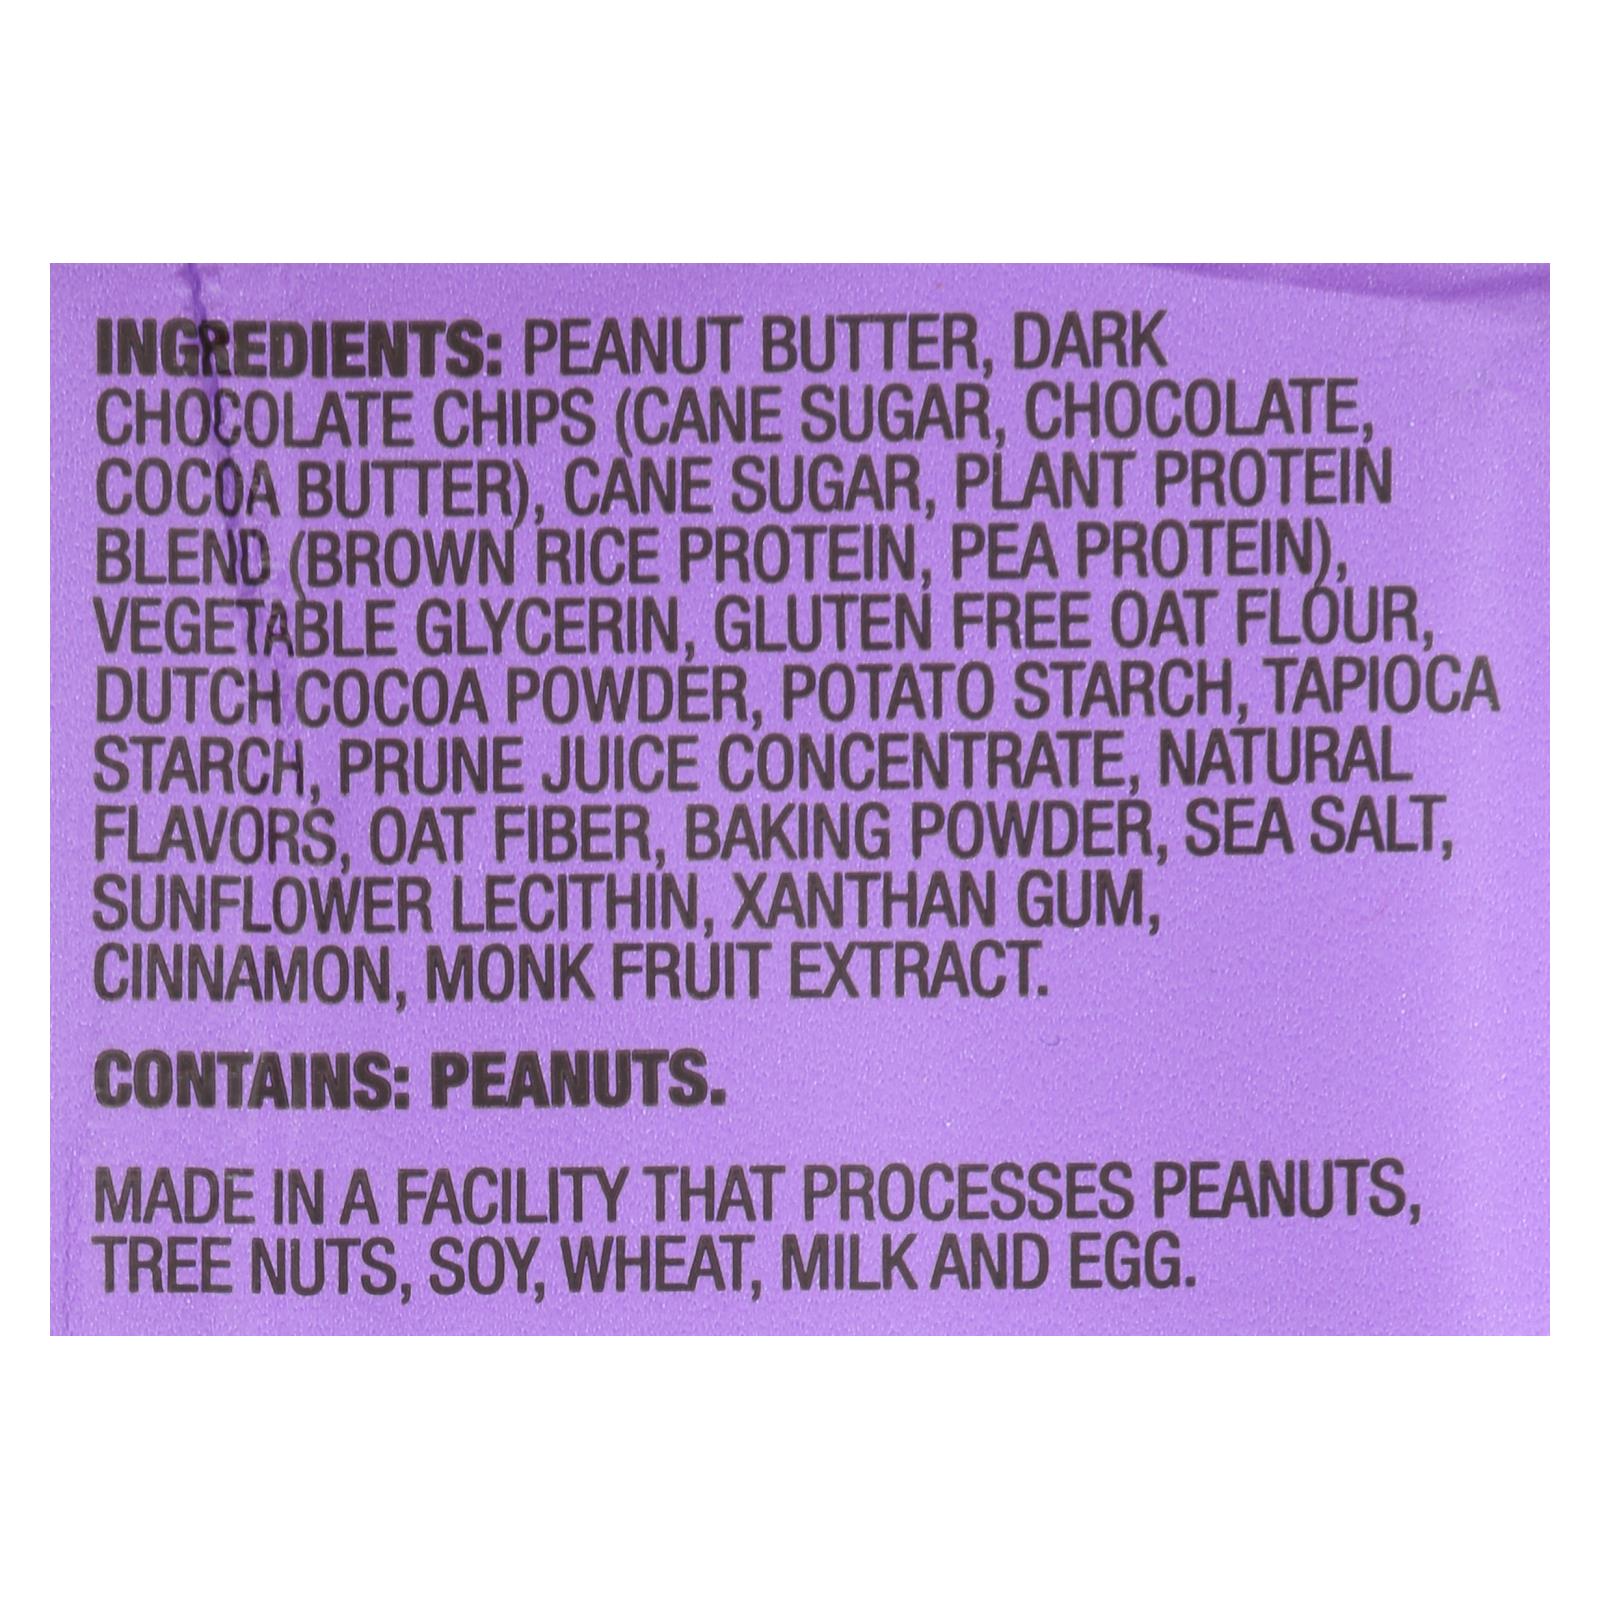 INGREDIENTS: PEANUT BUTTER, DARK
CHOCOLATE CHIPS (CANE SUGAR, CHOCOLATE,
COCOA BUTTER), CANE SUGAR, PLANT PROTEIN
BLEND (BROWN RICE PROTEIN, PEA PROTEIN),
VEGETABLE GLYCERIN, GLUTEN FREE OAT FLOUR,
DUTCH COCOA POWDER, POTATO STARCH, TAPIOCA
STARCH, PRUNE JUICE CONCENTRATE, NATURAL
FLAVORS, OAT FIBER, BAKING POWDER, SEA SALT,
SUNFLOWER LECITHIN, XANTHAN GUM,
CINNAMON, MONK FRUIT EXTRACT.
CONTAINS: PEANUTS.
MADE IN A FACILITY THAT PROCESSES PEANUTS,
TREE NUTS, SOY, WHEAT, MILK AND EGG.